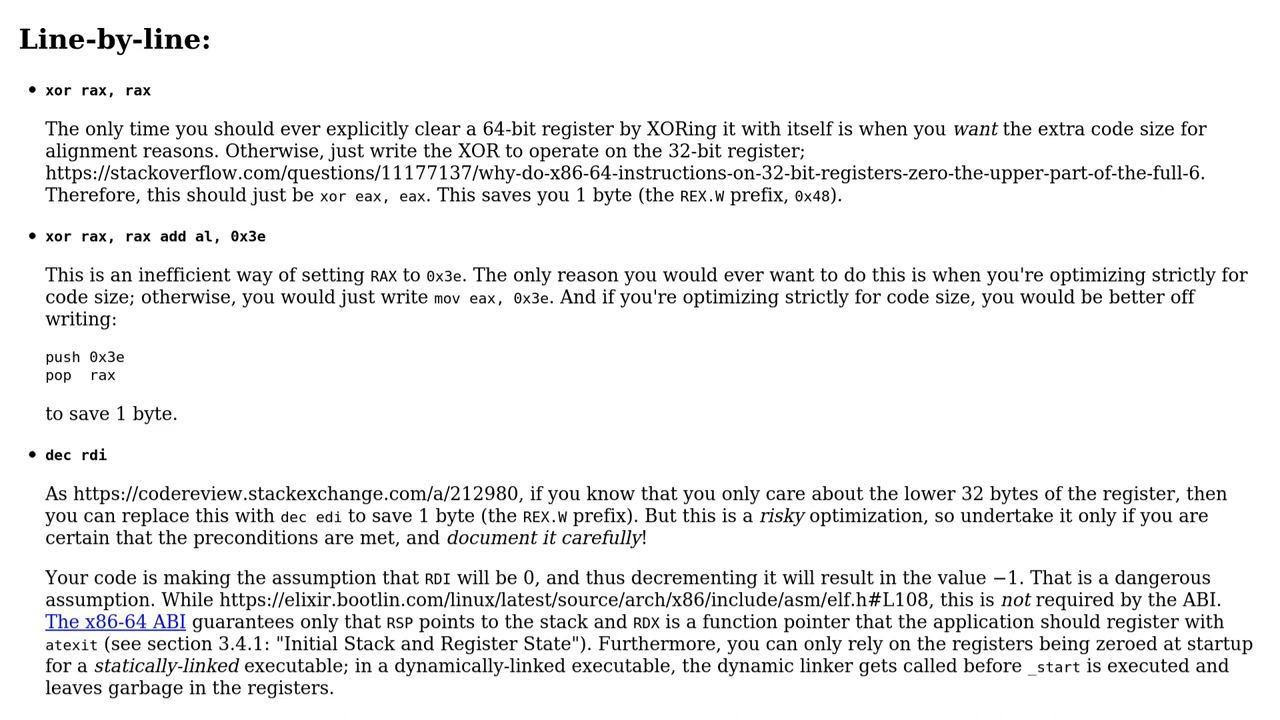 Line-by-line:
• xor rax, rax
The only time you should ever explicitly clear a 64-bit register by XORing it with itself is when you want the extra code size for
alignment reasons. Otherwise, just write the XOR to operate on the 32-bit register;
https://stackoverflow.com/questions/11177137/why-do-x86-64-instructions-on-32-bit-registers-zero-the-upper-part-of-the-full-6.
Therefore, this should just be xor eax, eax. This saves you 1 byte (the REX.W prefix, 0x48).
• xor rax, rax add al, 0x3e
This is an inefficient way of setting RAX to 0x3e. The only reason you would ever want to do this is when you're optimizing strictly for
code size; otherwise, you would just write mov eax, 0x3e. And if you're optimizing strictly for code size, you would be better off
writing:
push 0x3e
pop  rax
to save 1 byte.
• dec rdi
As https://codereview.stackexchange.com/a/212980, if you know that you only care about the lower 32 bytes of the register, then
you can replace this with dec edi to save 1 byte (the REX.W prefix). But this is a risky optimization, so undertake it only if you are
certain that the preconditions are met, and document it carefully!
Your code is making the assumption that RDI will be 0, and thus decrementing it will result in the value −1. That is a dangerous
assumption. While https://elixir.bootlin.com/linux/latest/source/arch/x86/include/asm/elf.h#L108, this is not required by the ABI.
The x86-64 ABI guarantees only that RSP points to the stack and RDX is a function pointer that the application should register with
atexit (see section 3.4.1: "Initial Stack and Register State"). Furthermore, you can only rely on the registers being zeroed at startup
for a statically-linked executable; in a dynamically-linked executable, the dynamic linker gets called before _start is executed and
leaves garbage in the registers.